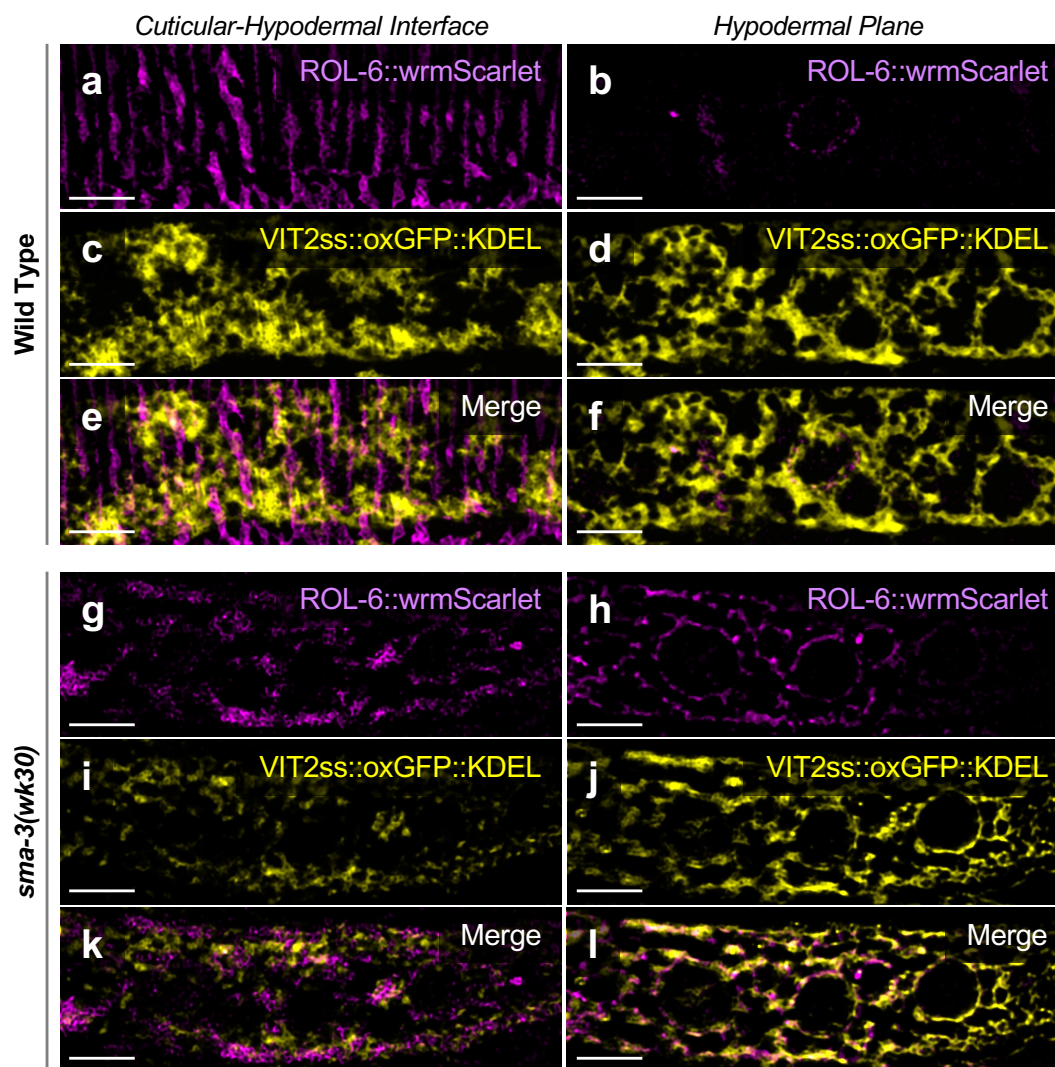 Cuticular-Hypodermal Interface
Hypodermal Plane
Wild Type
a
ROL-6::wrmScarlet
b
ROL-6::wrmScarlet
c
VIT2ss::oxGFP::KDEL
d
VIT2ss::oxGFP::KDEL
e
Merge
f
Merge
sma-3(wk30)
g
ROL-6::wrmScarlet
h
ROL-6::wrmScarlet
i
VIT2ss::oxGFP::KDEL
j
VIT2ss::oxGFP::KDEL
k
Merge
l
Merge